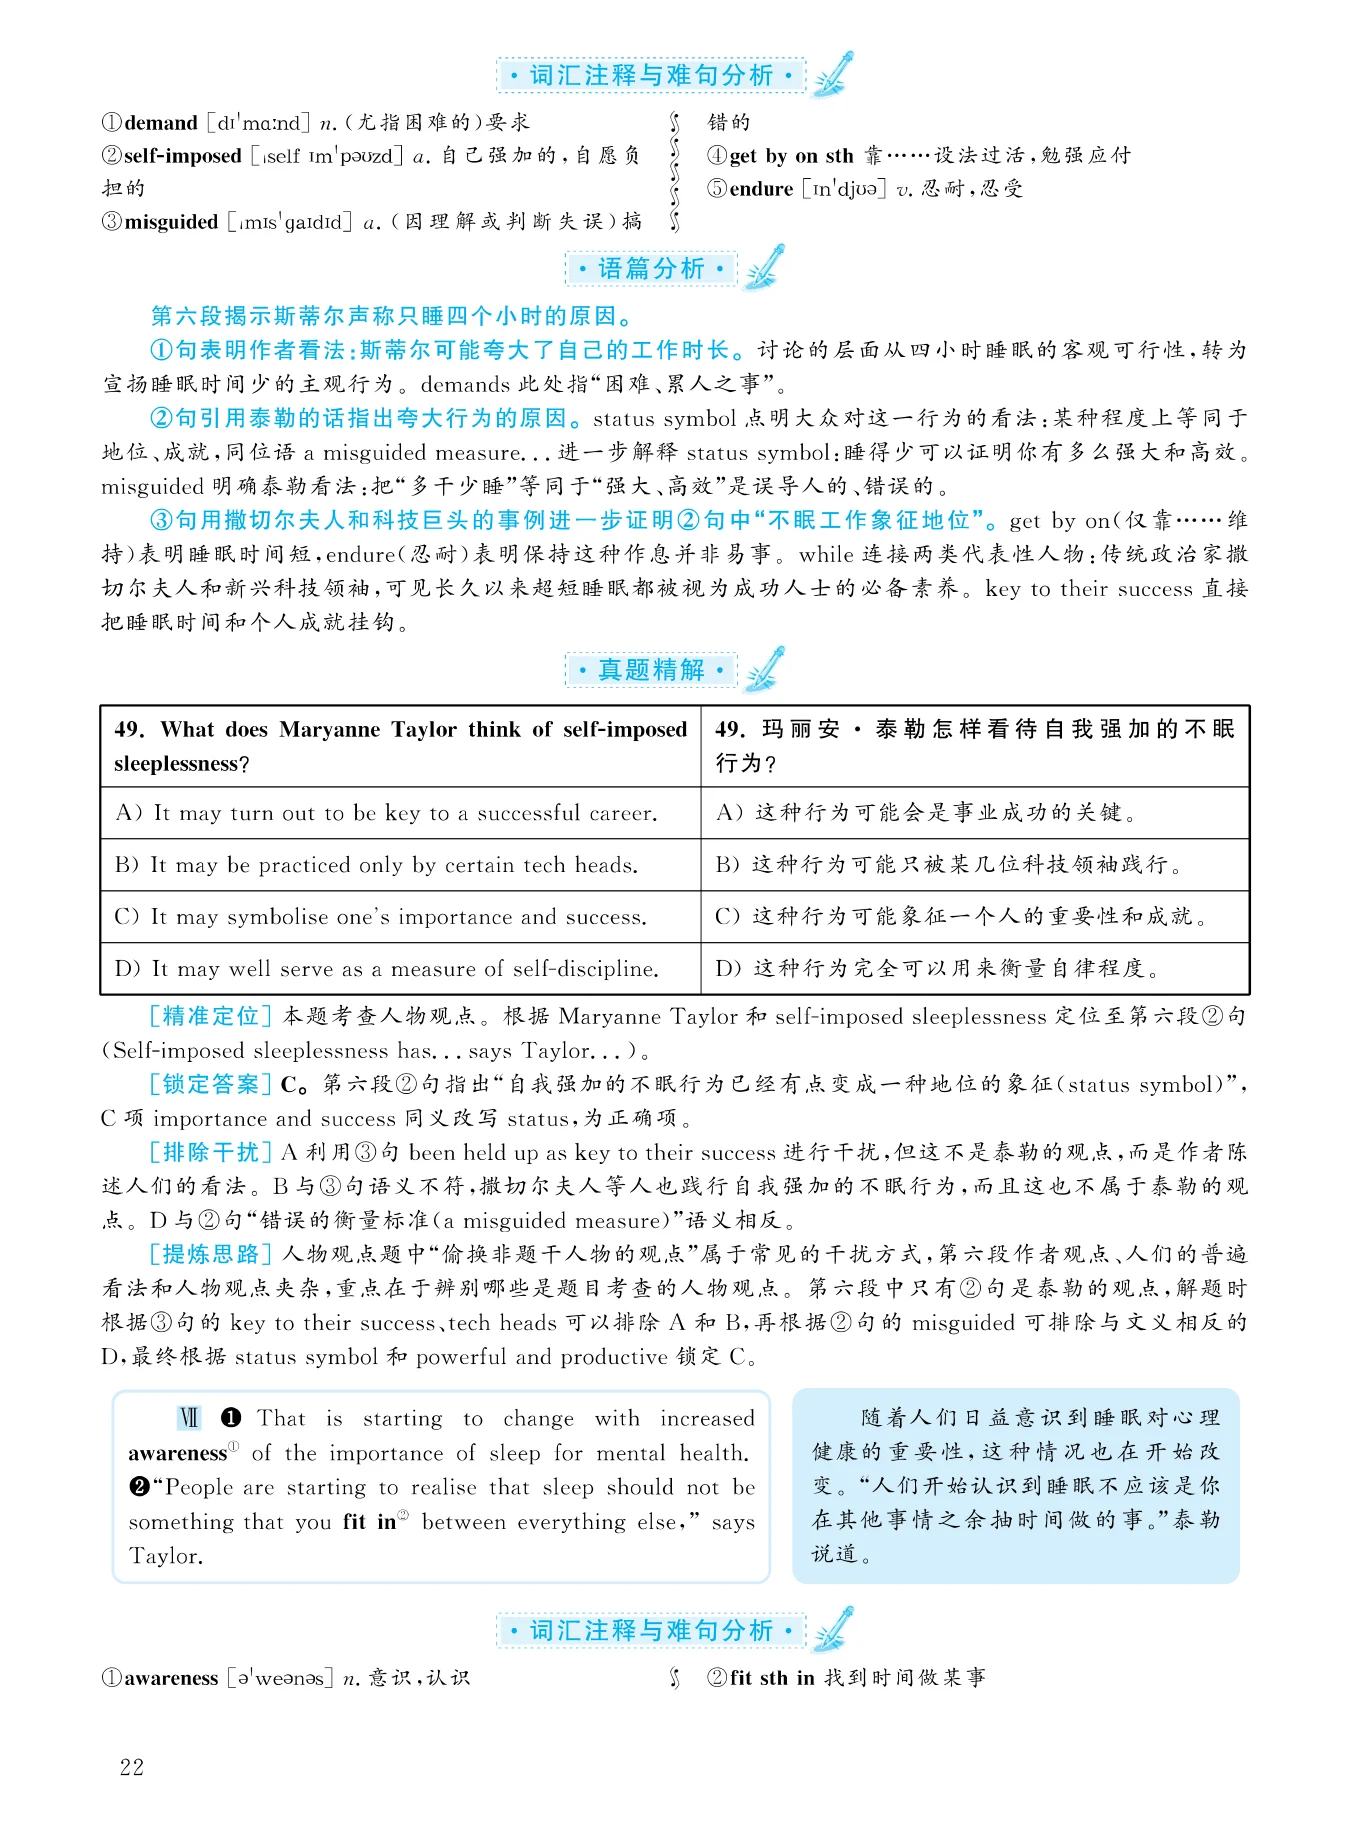 ·词汇注释与难句分析·
①demand [dɪˈmɑːnd] n.(尤指困难的)要求
②self-imposed [ˌself ɪmˈpəʊzd] a.自己强加的,自愿负
担的
③misguided [ˌmɪsˈɡaɪdɪd] a.(因理解或判断失误)搞
错的
④get by on sth 靠……设法过活,勉强应付
⑤endure [ɪnˈdjʊə] v.忍耐,忍受
·语篇分析·
第六段揭示斯蒂尔声称只睡四个小时的原因。
①句表明作者看法:斯蒂尔可能夸大了自己的工作时长。讨论的层面从四小时睡眠的客观可行性,转为
宣扬睡眠时间少的主观行为。demands 此处指“困难、累人之事”。
②句引用泰勒的话指出夸大行为的原因。status symbol 点明大众对这一行为的看法:某种程度上等同于
地位、成就,同位语 a misguided measure...进一步解释 status symbol:睡得少可以证明你有多么强大和高效。
misguided 明确泰勒看法:把“多干少睡”等同于“强大、高效”是误导人的、错误的。
③句用撒切尔夫人和科技巨头的事例进一步证明②句中“不眠工作象征地位”。get by on(仅靠……维
持)表明睡眠时间短,endure(忍耐)表明保持这种作息并非易事。while 连接两类代表性人物:传统政治家撒
切尔夫人和新兴科技领袖,可见长久以来超短睡眠都被视为成功人士的必备素养。key to their success 直接
把睡眠时间和个人成就挂钩。
·真题精解·
49. What does Maryanne Taylor think of self-imposed
sleeplessness?
49. 玛丽安·泰勒怎样看待自我强加的不眠
行为?
A) It may turn out to be key to a successful career.
A) 这种行为可能会是事业成功的关键。
B) It may be practiced only by certain tech heads.
B) 这种行为可能只被某几位科技领袖践行。
C) It may symbolise one's importance and success.
C) 这种行为可能象征一个人的重要性和成就。
D) It may well serve as a measure of self-discipline.
D) 这种行为完全可以用来衡量自律程度。
[精准定位] 本题考查人物观点。根据 Maryanne Taylor 和 self-imposed sleeplessness 定位至第六段②句
(Self-imposed sleeplessness has...says Taylor...)。
[锁定答案] C。第六段②句指出“自我强加的不眠行为已经有点变成一种地位的象征(status symbol)”,
C 项 importance and success 同义改写 status,为正确项。
[排除干扰] A 利用③句 been held up as key to their success 进行干扰,但这不是泰勒的观点,而是作者陈
述人们的看法。B 与③句语义不符,撒切尔夫人等人也践行自我强加的不眠行为,而且这也不属于泰勒的观
点。D 与②句“错误的衡量标准(a misguided measure)”语义相反。
[提炼思路] 人物观点题中“偷换非题干人物的观点”属于常见的干扰方式,第六段作者观点、人们的普遍
看法和人物观点夹杂,重点在于辨别哪些是题目考查的人物观点。第六段中只有②句是泰勒的观点,解题时
根据③句的 key to their success、tech heads 可以排除 A 和 B,再根据②句的 misguided 可排除与文义相反的
D,最终根据 status symbol 和 powerful and productive 锁定 C。
Ⅶ ❶ That is starting to change with increased
awareness① of the importance of sleep for mental health.
❷“People are starting to realise that sleep should not be
something that you fit in② between everything else,” says
Taylor.
随着人们日益意识到睡眠对心理
健康的重要性,这种情况也在开始改
变。“人们开始认识到睡眠不应该是你
在其他事情之余抽时间做的事。”泰勒
说道。
·词汇注释与难句分析·
①awareness [əˈweənəs] n.意识,认识
②fit sth in 找到时间做某事
22